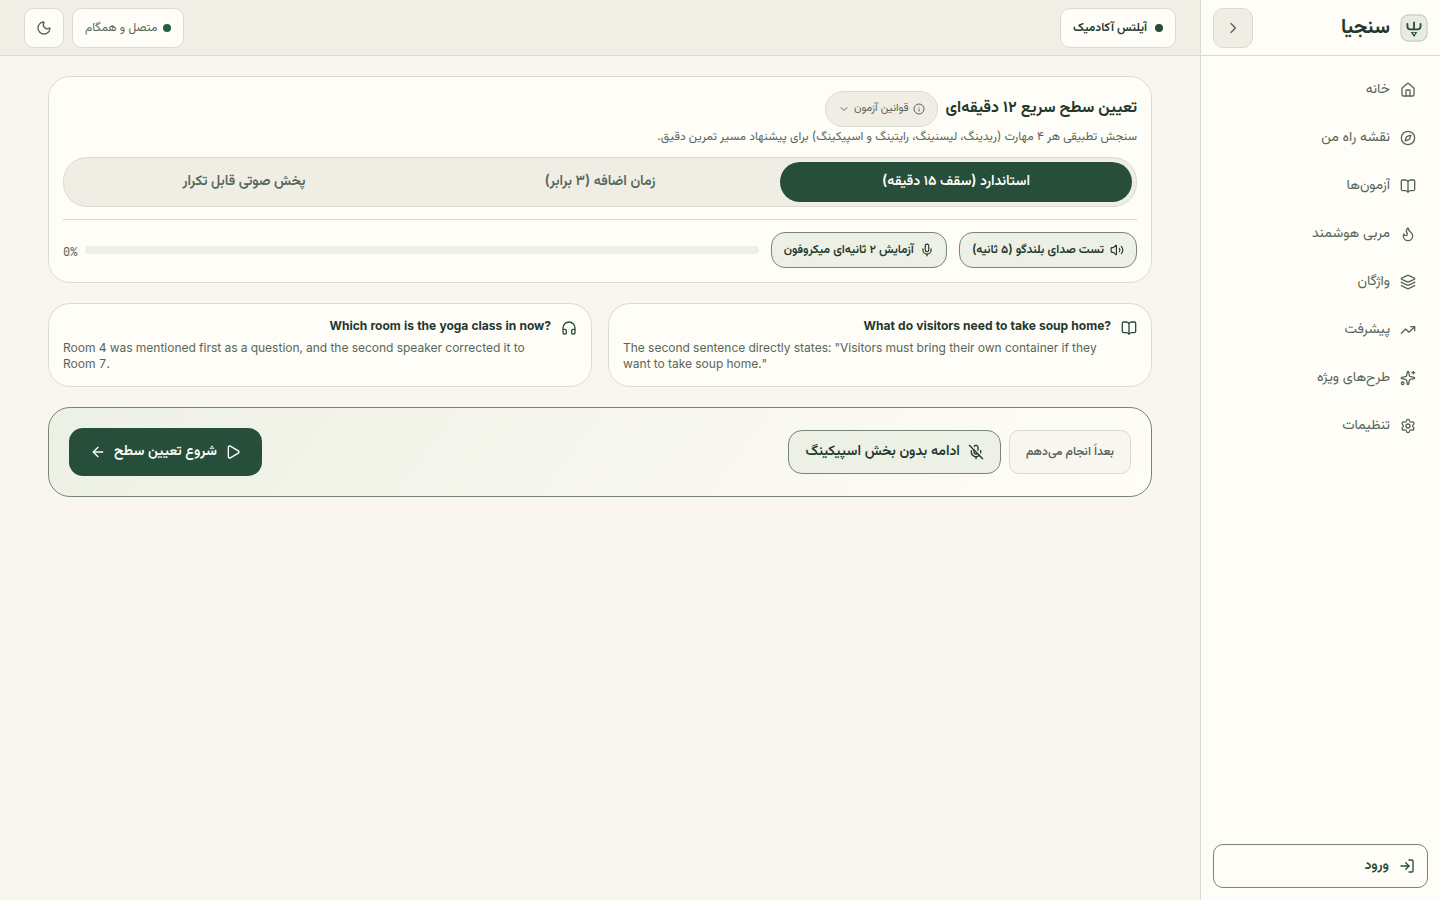 سنجیا
آیلتس آکادمیک
متصل و همگام
خانه
نقشه راه من
آزمون‌ها
مربی هوشمند
واژگان
پیشرفت
طرح‌های ویژه
تنظیمات
ورود
تعیین سطح سریع ۱۲ دقیقه‌ای
قوانین آزمون
سنجش تطبیقی هر ۴ مهارت (ریدینگ، لیسنینگ، رایتینگ و اسپیکینگ) برای پیشنهاد مسیر تمرین دقیق.
استاندارد (سقف ۱۵ دقیقه)
زمان اضافه (۳ برابر)
پخش صوتی قابل تکرار
تست صدای بلندگو (۵ ثانیه)
آزمایش ۲ ثانیه‌ای میکروفون
0%
What do visitors need to take soup home?
The second sentence directly states: "Visitors must bring their own container if they
want to take soup home."
Which room is the yoga class in now?
Room 4 was mentioned first as a question, and the second speaker corrected it to
Room 7.
بعداً انجام می‌دهم
ادامه بدون بخش اسپیکینگ
شروع تعیین سطح